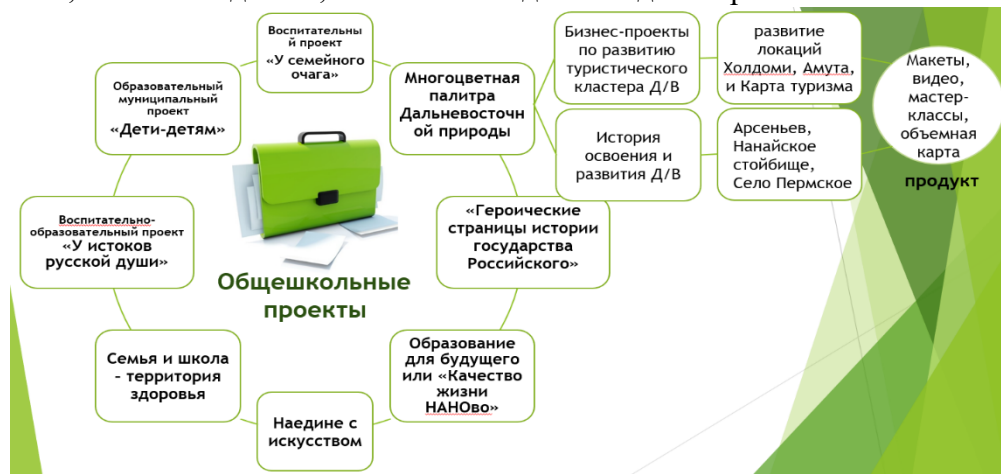 Воспитательны
й проект
«У семейного
очага»
Образовательный
муниципальный
проект
«Дети-детям»
Многоцветная
палитра
Дальневосточ
ной природы
Бизнес-проекты
по развитию
туристического
кластера Д/В
развитие
локаций
Холдоми, Амута,
и Карта туризма
Макеты,
видео,
мастер-
классы,
объемная
карта
История
освоения и
развития Д/В
Арсеньев,
Нанайское
стойбище,
Село Пермское
продукт
Воспитательно-
образовательный проект
«У истоков
русской души»
«Героические
страницы истории
государства
Российского»
Общешкольные
проекты
Семья и школа
- территория
здоровья
Образование
для будущего
или «Качество
жизни
НАНОво»
Наедине с
искусством